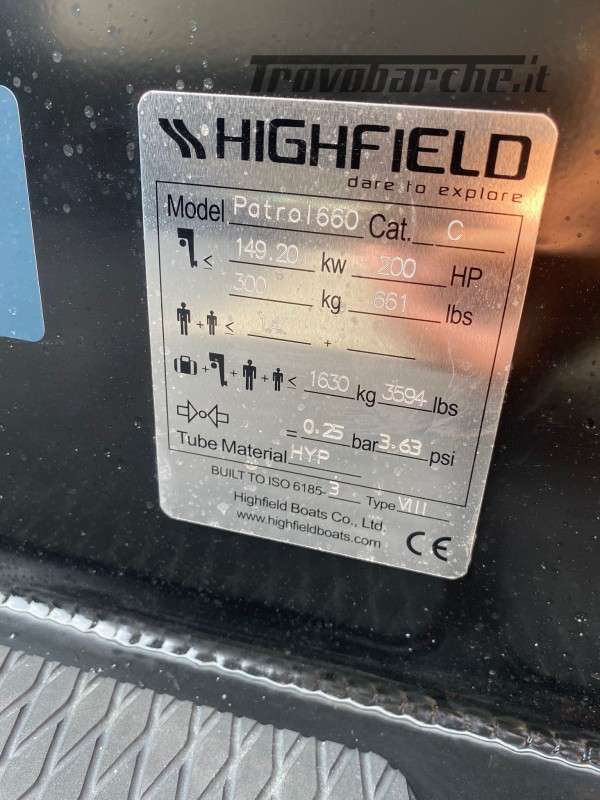 Trovobarche.it
HIGHFIELD
dare to explore
Model Patrol660 Cat. C
≤ 149.20 kw 200 HP
300 kg 661 lbs
+ ≤ +
+ + + ≤ 1630 kg 3594 lbs
= 0.25 bar 3.63 psi
Tube Material HYP
BUILT TO ISO 6185-3 Type VIII
Highfield Boats Co., Ltd.
www.highfieldboats.com
CE